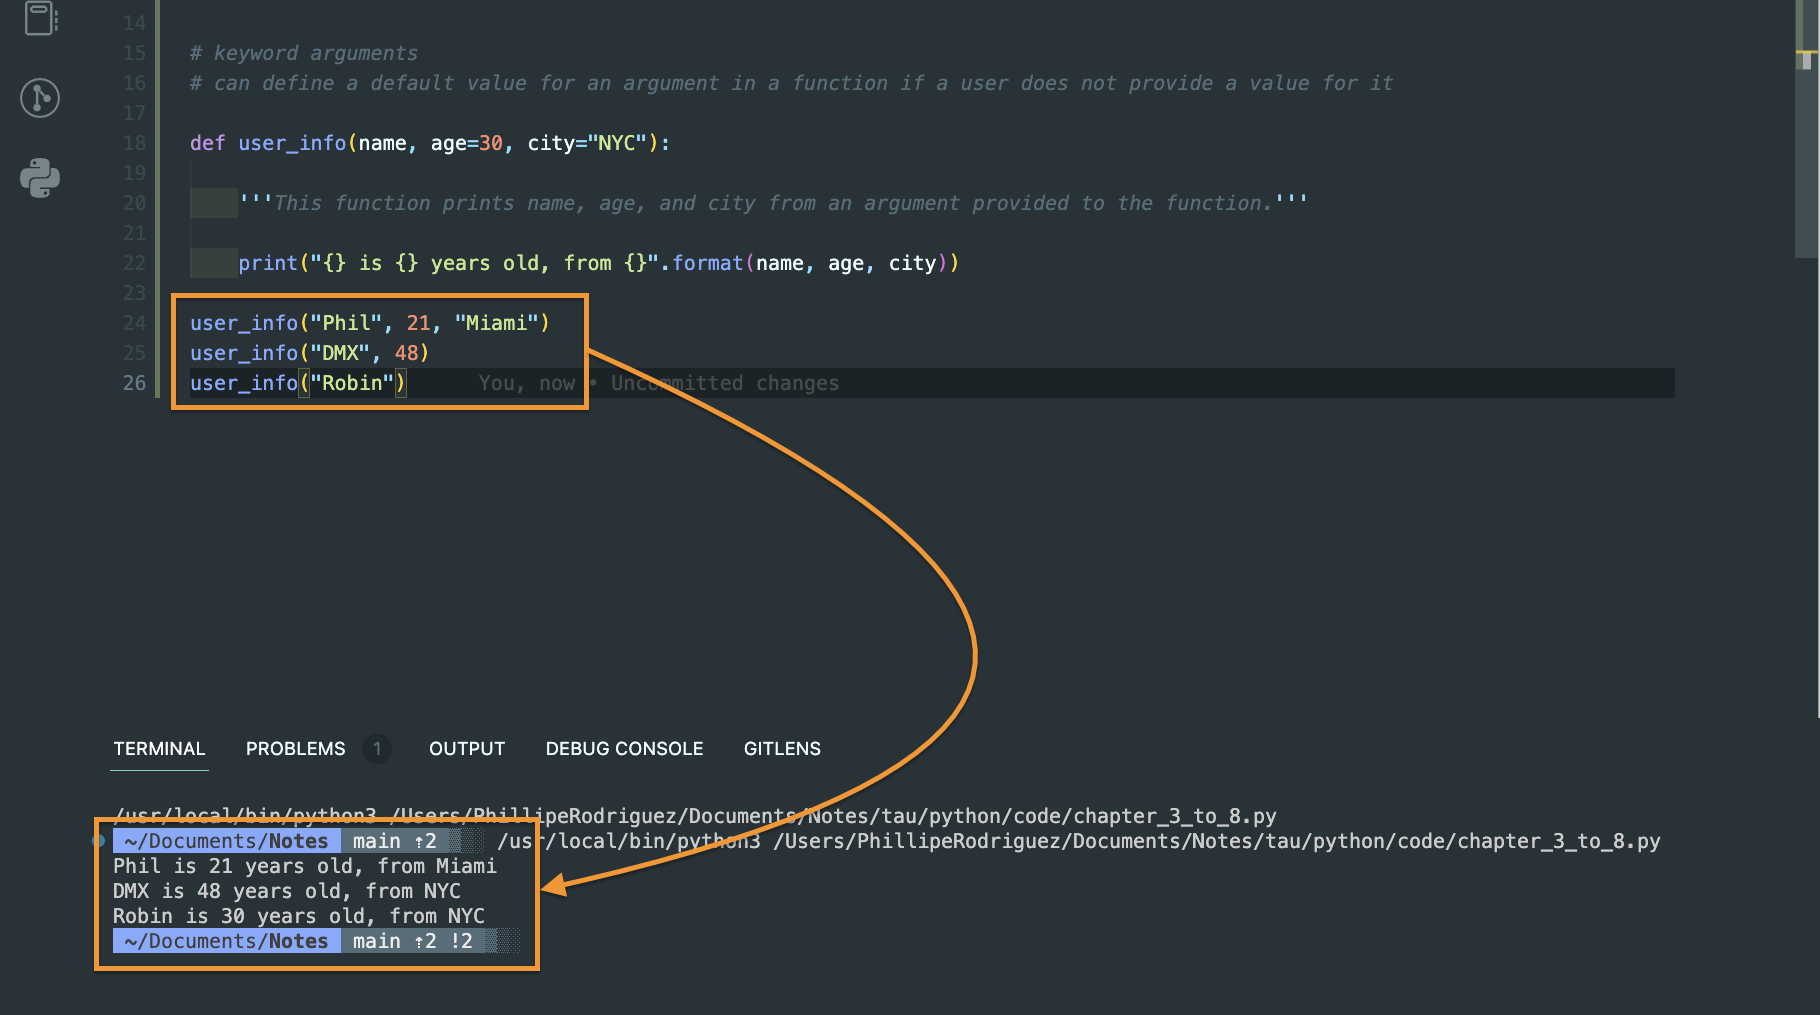 14
15 # keyword arguments
16 # can define a default value for an argument in a function if a user does not provide a value for it
17
18 def user_info(name, age=30, city="NYC"):
19
20 '''This function prints name, age, and city from an argument provided to the function.'''
21
22 print("{} is {} years old, from {}".format(name, age, city))
23
24 user_info("Phil", 21, "Miami")
25 user_info("DMX", 48)
26 user_info("Robin") You, now • Uncommitted changes
TERMINAL PROBLEMS 1 OUTPUT DEBUG CONSOLE GITLENS
/usr/local/bin/python3 /Users/PhillipeRodriguez/Documents/Notes/tau/python/code/chapter_3_to_8.py
~/Documents/Notes main ⇡2 /usr/local/bin/python3 /Users/PhillipeRodriguez/Documents/Notes/tau/python/code/chapter_3_to_8.py
Phil is 21 years old, from Miami
DMX is 48 years old, from NYC
Robin is 30 years old, from NYC
~/Documents/Notes main ⇡2 !2